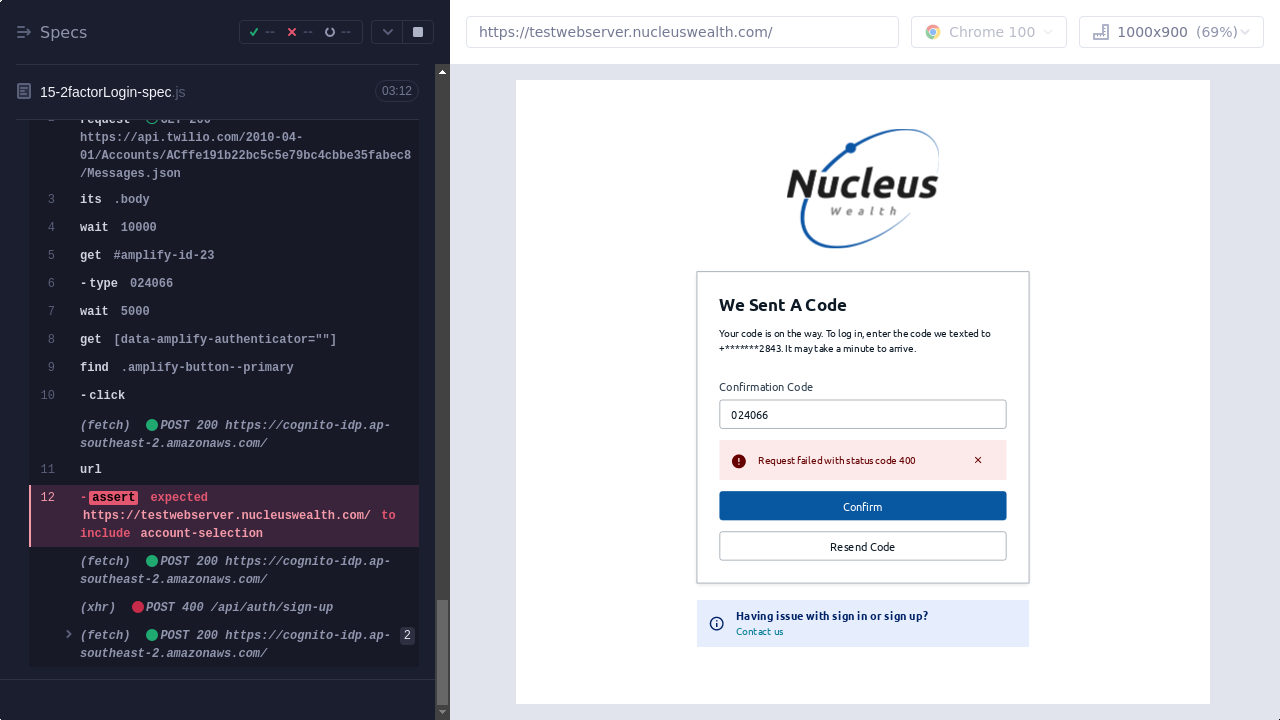 Specs
--
--
--
https://testwebserver.nucleuswealth.com/
Chrome 100
1000x900 (69%)
15-2factorLogin-spec.js
03:12
request GET 200
https://api.twilio.com/2010-04-
01/Accounts/ACffe191b22bc5c5e79bc4cbbe35fabec8
/Messages.json
3 its .body
4 wait 10000
5 get #amplify-id-23
6 -type 024066
7 wait 5000
8 get [data-amplify-authenticator=""]
9 find .amplify-button--primary
10 -click
(fetch) POST 200 https://cognito-idp.ap-
southeast-2.amazonaws.com/
11 url
12 -assert expected
https://testwebserver.nucleuswealth.com/ to
include account-selection
(fetch) POST 200 https://cognito-idp.ap-
southeast-2.amazonaws.com/
(xhr) POST 400 /api/auth/sign-up
(fetch) POST 200 https://cognito-idp.ap- 2
southeast-2.amazonaws.com/
Nucleus
Wealth
We Sent A Code
Your code is on the way. To log in, enter the code we texted to
+*******2843. It may take a minute to arrive.
Confirmation Code
024066
Request failed with status code 400
Confirm
Resend Code
Having issue with sign in or sign up?
Contact us